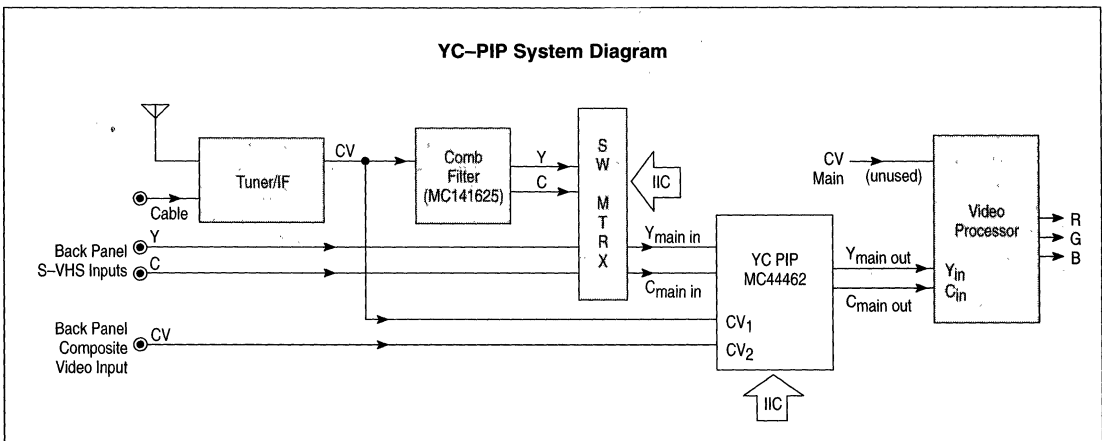 YC–PIP System Diagram
Tuner/IF
CV
Comb
Filter
(MC141625)
Y
C
S
W
M
T
R
X
IIC
CV
Main
(unused)
Video
Processor
R
G
B
Cable
Back Panel
S–VHS Inputs
Y
C
Ymain in
Cmain in
YC PIP
MC44462
Ymain out
Cmain out
Yin
Cin
CV1
CV2
Back Panel
Composite
Video Input
CV
IIC